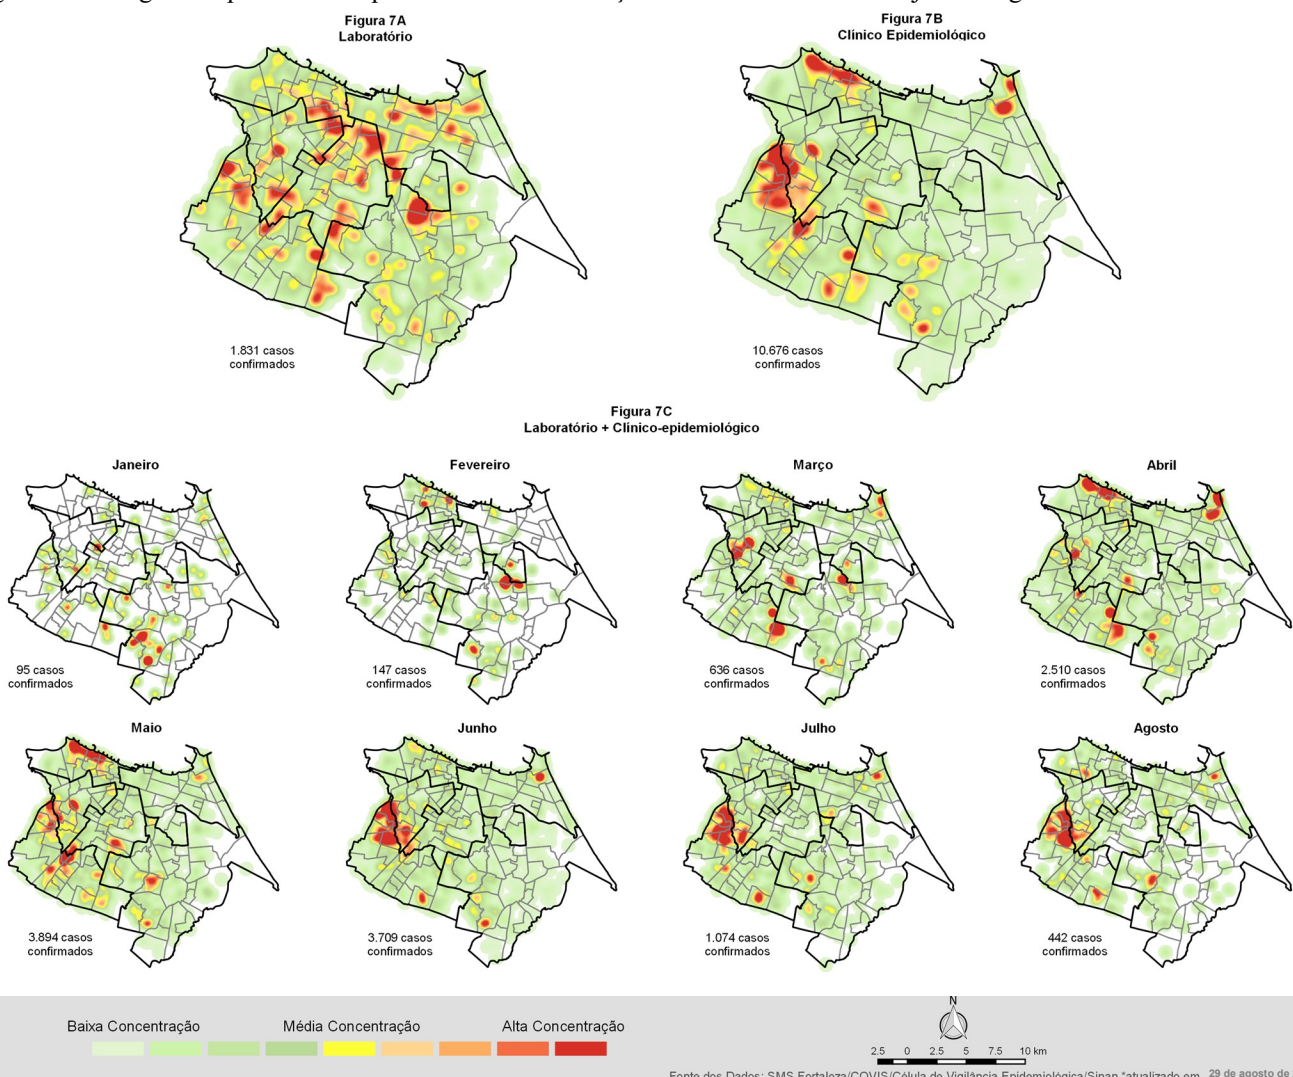 Figura 7A
Laboratório
Figura 7B
Clínico Epidemiológico
1.831 casos
confirmados
10.676 casos
confirmados
Figura 7C
Laboratório + Clínico-epidemiológico
Janeiro
Fevereiro
Março
Abril
95 casos
confirmados
147 casos
confirmados
636 casos
confirmados
2.510 casos
confirmados
Maio
Junho
Julho
Agosto
3.894 casos
confirmados
3.709 casos
confirmados
1.074 casos
confirmados
442 casos
confirmados
Baixa Concentração
Média Concentração
Alta Concentração
N
2.5 0 2.5 5 7.5 10 km
Fonte dos Dados: SMS Fortaleza/COVIS/Célula de Vigilância Epidemiológica/Sinan *atualizado em 29 de agosto de